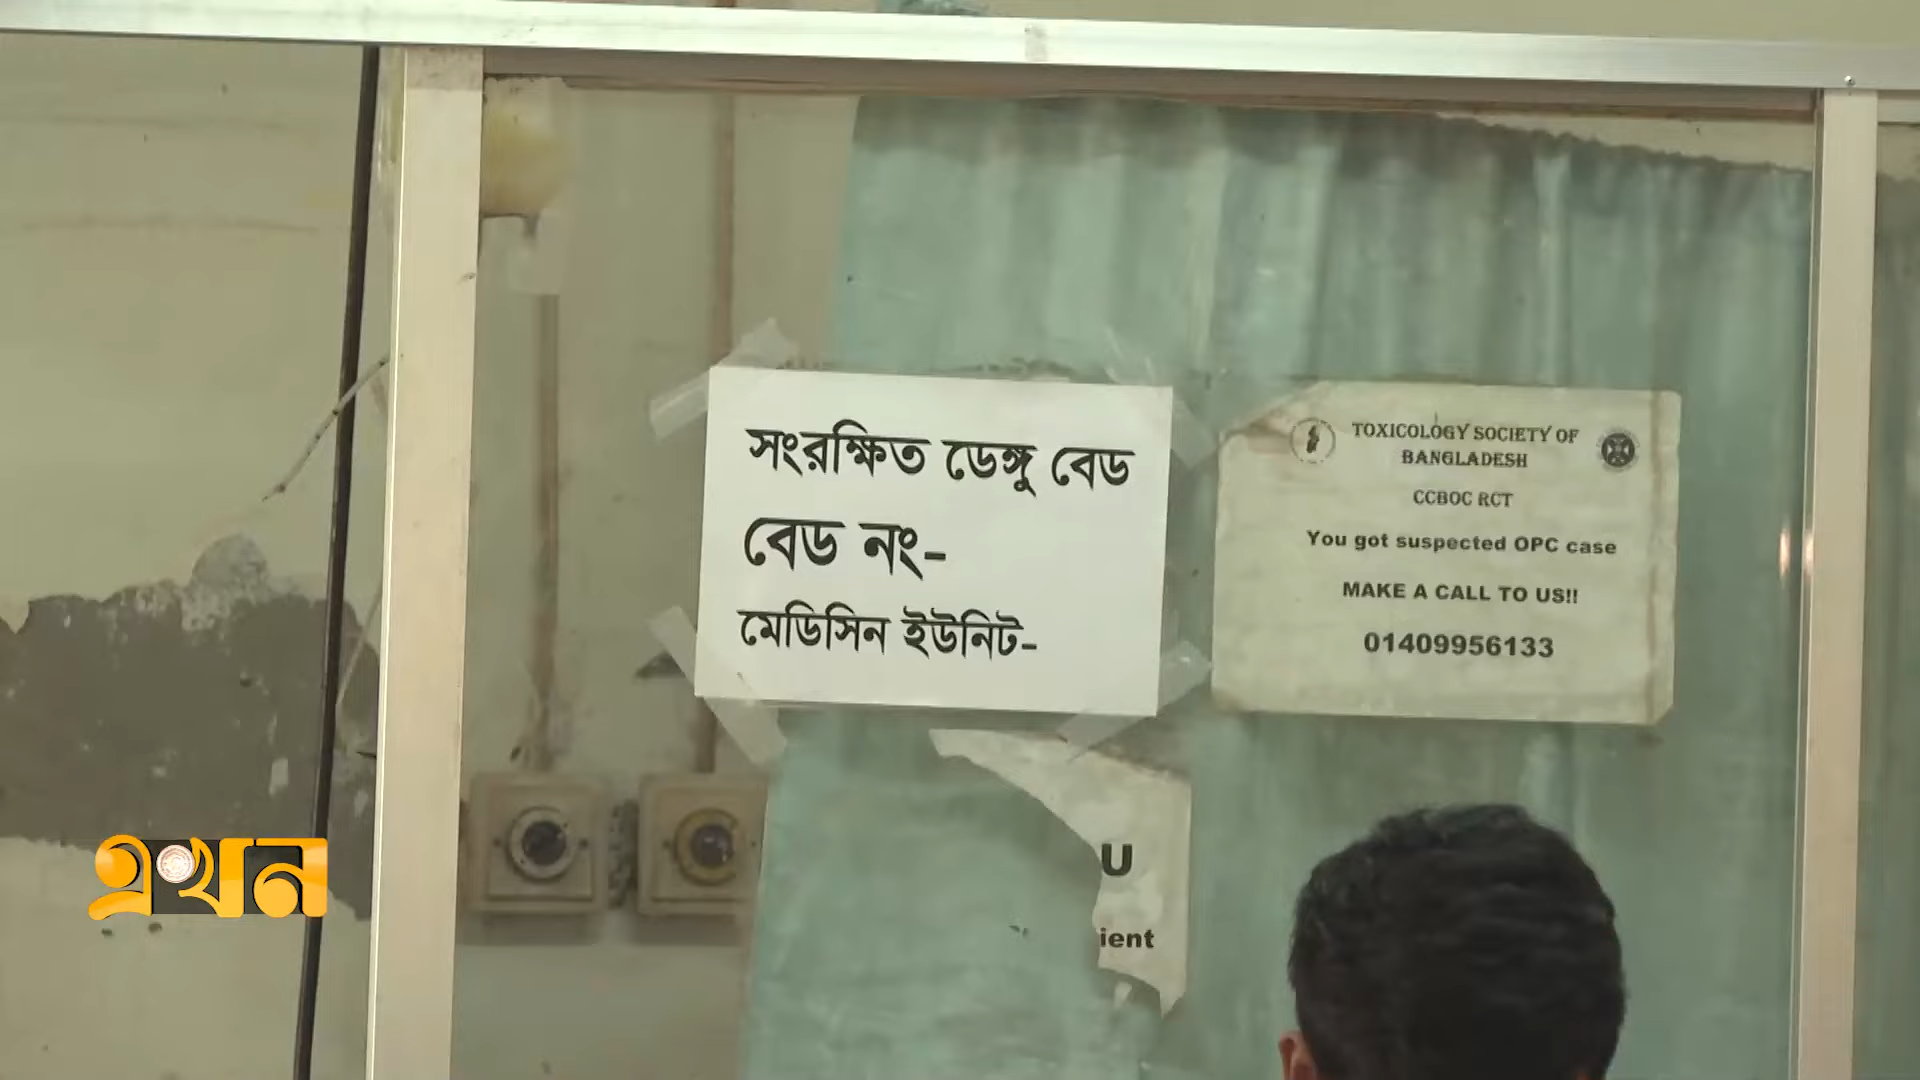 সংরক্ষিত ডেঙ্গু বেড
বেড নং-
মেডিসিন ইউনিট-
TOXICOLOGY SOCIETY OF
BANGLADESH
CCBOC RCT
You got suspected OPC case
MAKE A CALL TO US!!
01409956133
U
ient
এখন